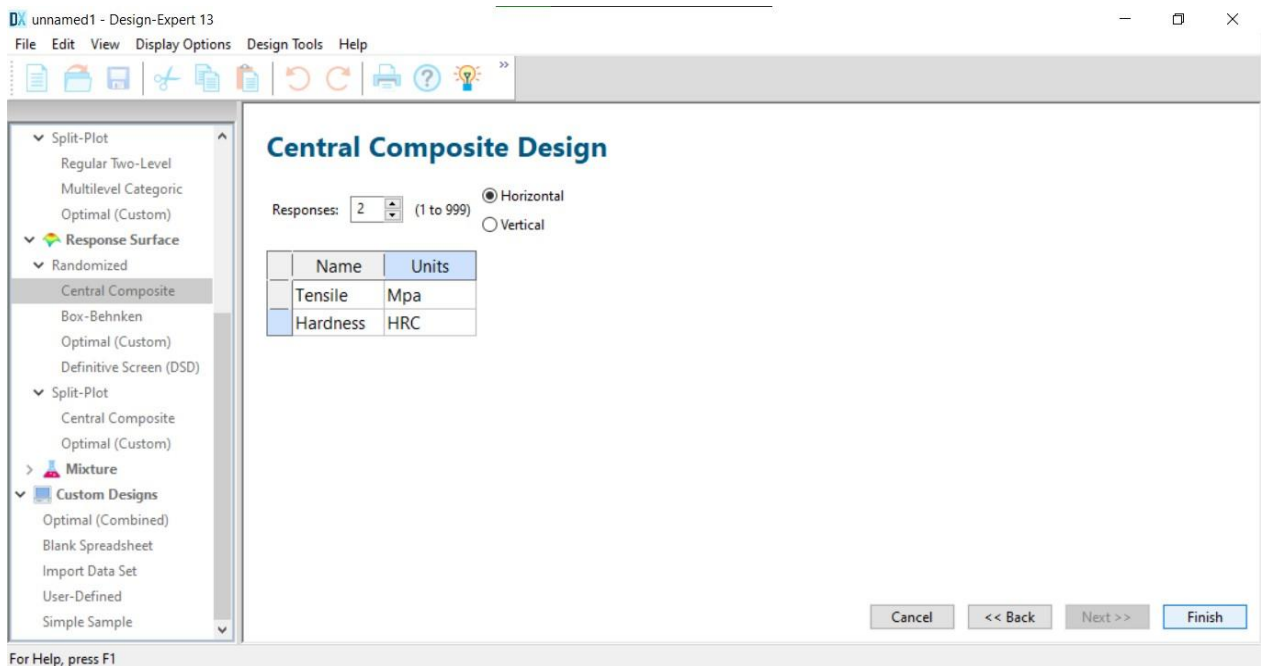 DX unnamed1 - Design-Expert 13
File Edit View Display Options Design Tools Help
»
Split-Plot
Regular Two-Level
Multilevel Categoric
Optimal (Custom)
Response Surface
Randomized
Central Composite
Box-Behnken
Optimal (Custom)
Definitive Screen (DSD)
Split-Plot
Central Composite
Optimal (Custom)
Mixture
Custom Designs
Optimal (Combined)
Blank Spreadsheet
Import Data Set
User-Defined
Simple Sample
Central Composite Design
Responses: 2 (1 to 999)
Horizontal
Vertical
Name Units
Tensile Mpa
Hardness HRC
Cancel << Back Next >> Finish
For Help, press F1